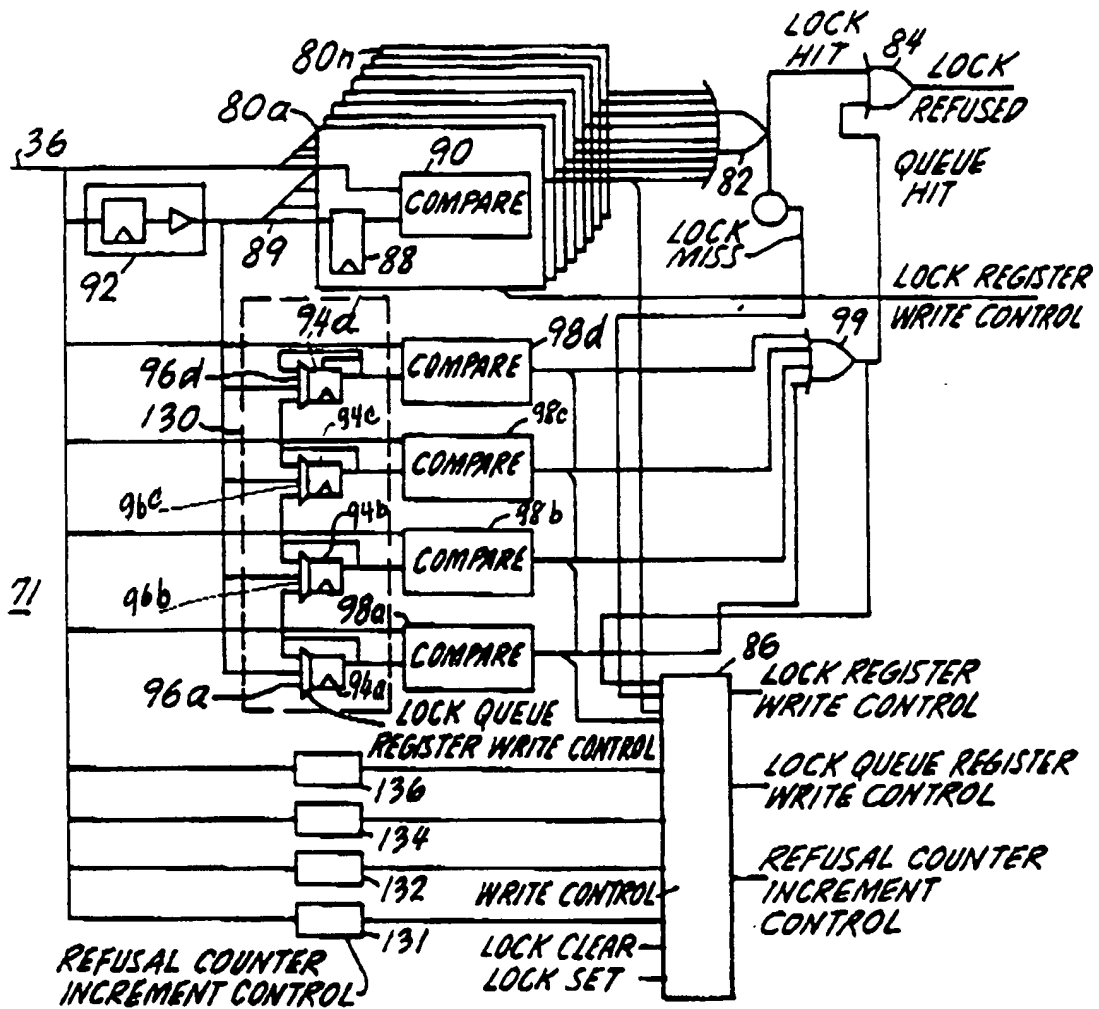 LOCK
HIT
84
LOCK
REFUSED
80n
80a
36
90
COMPARE
82
QUEUE
HIT
LOCK
MISS
92
89
88
LOCK REGISTER
WRITE CONTROL
94d
98d
99
96d
COMPARE
130
94c
98c
COMPARE
96c
94b
98b
COMPARE
96b
71
98a
COMPARE
86
96a
94a
LOCK QUEUE
REGISTER WRITE CONTROL
LOCK REGISTER
WRITE CONTROL
136
LOCK QUEUE REGISTER
WRITE CONTROL
134
132
WRITE CONTROL
REFUSAL COUNTER
INCREMENT
CONTROL
131
LOCK CLEAR
LOCK SET
REFUSAL COUNTER
INCREMENT CONTROL